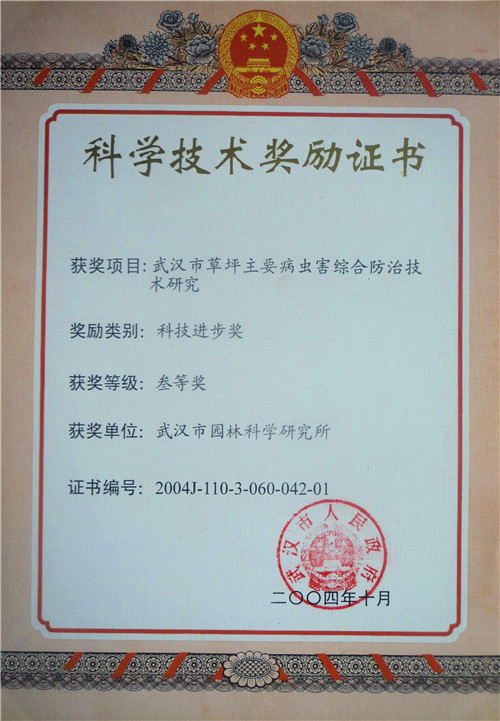 科学技术奖励证书
获奖项目：武汉市草坪主要病虫害综合防治技
术研究
奖励类别：科技进步奖
获奖等级：叁等奖
获奖单位：武汉市园林科学研究所
证书编号：2004J-110-3-060-042-01
武汉市人民政府
二〇〇四年十月